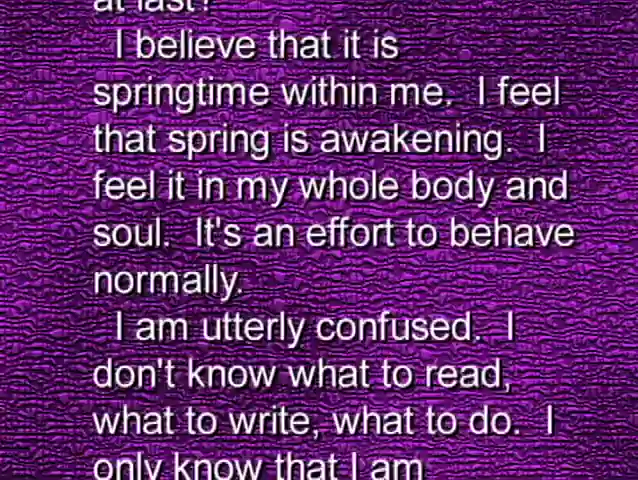 at last?
I believe that it is
springtime within me.  I feel
that spring is awakening.  I
feel it in my whole body and
soul.  It's an effort to behave
normally.
I am utterly confused.  I
don't know what to read,
what to write, what to do.  I
only know that I am